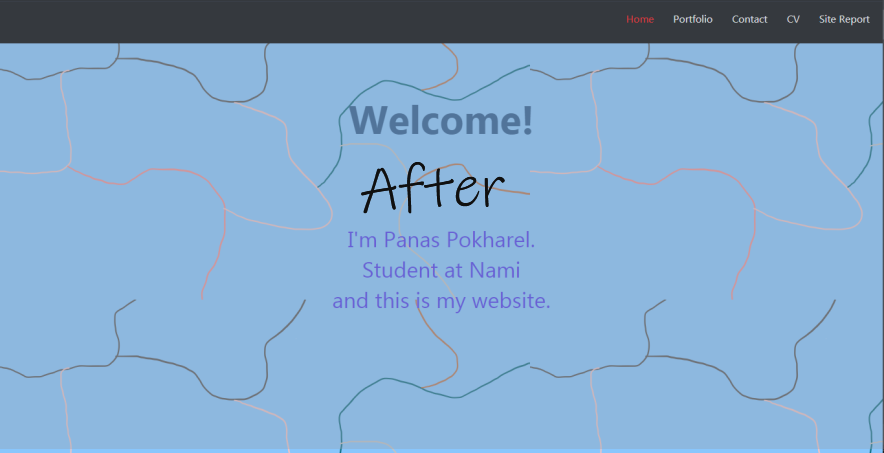 Home Portfolio Contact CV Site Report
Welcome!
After
I'm Panas Pokharel.
Student at Nami
and this is my website.